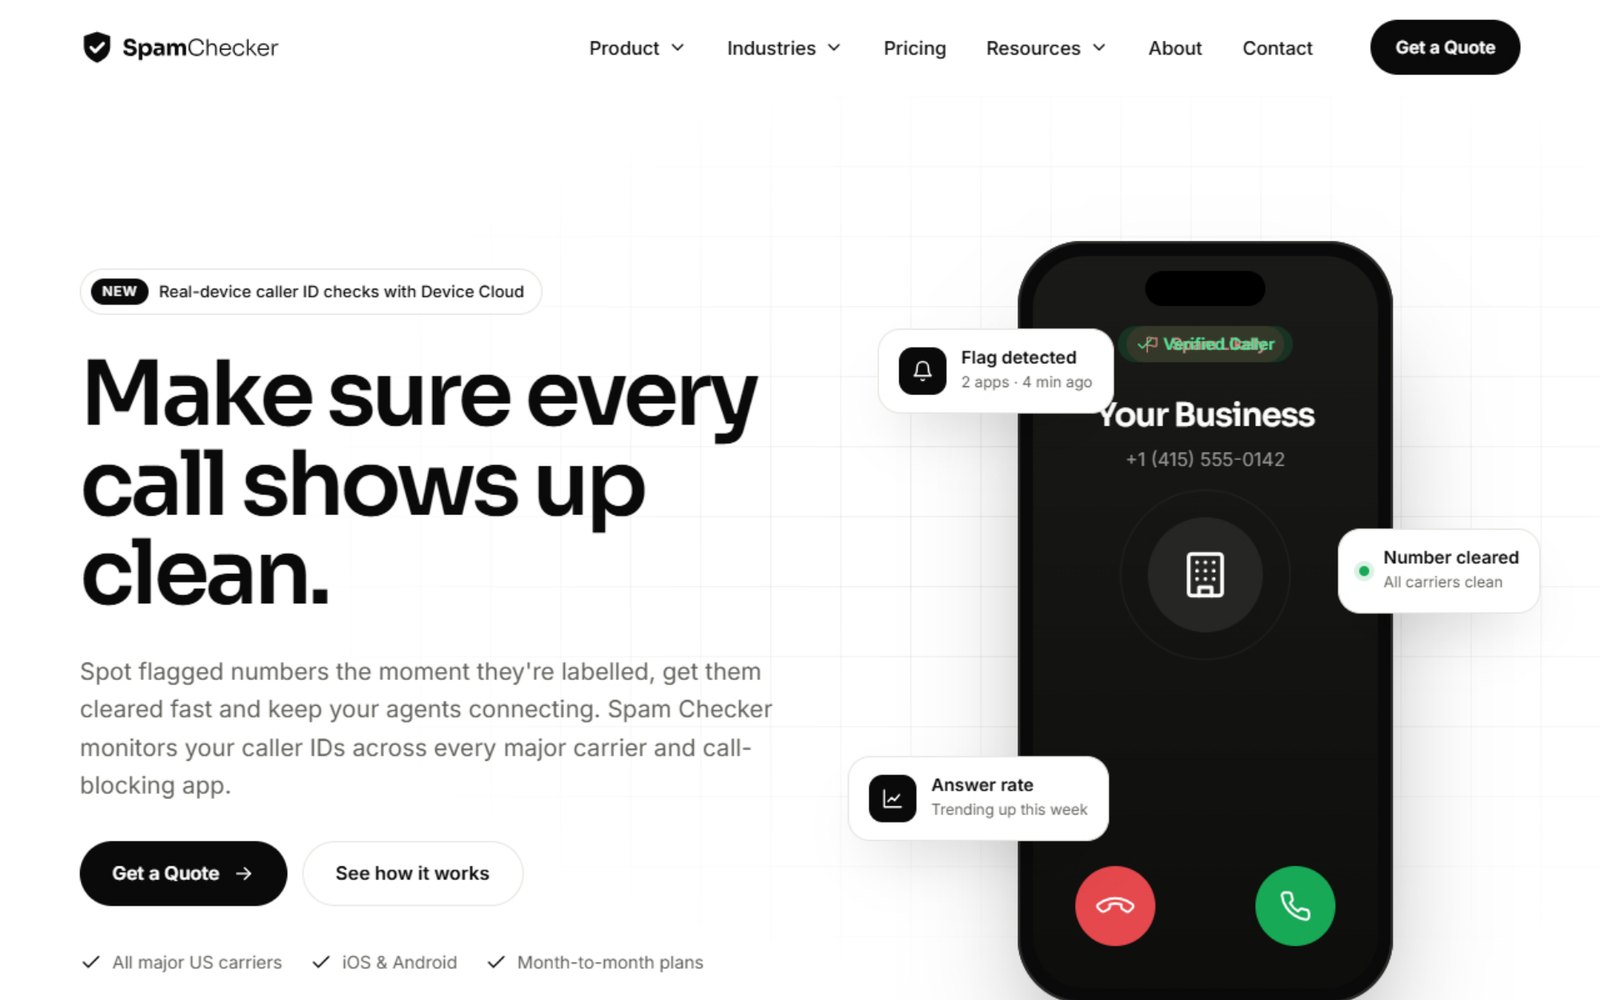 SpamChecker
Product
Industries
Pricing
Resources
About
Contact
Get a Quote
NEW Real-device caller ID checks with Device Cloud
Make sure every
call shows up
clean.
Spot flagged numbers the moment they're labelled, get them
cleared fast and keep your agents connecting. Spam Checker
monitors your caller IDs across every major carrier and call-
blocking app.
Get a Quote
See how it works
All major US carriers
iOS & Android
Month-to-month plans
Flag detected
2 apps · 4 min ago
Verified Caller
Your Business
+1 (415) 555-0142
Number cleared
All carriers clean
Answer rate
Trending up this week